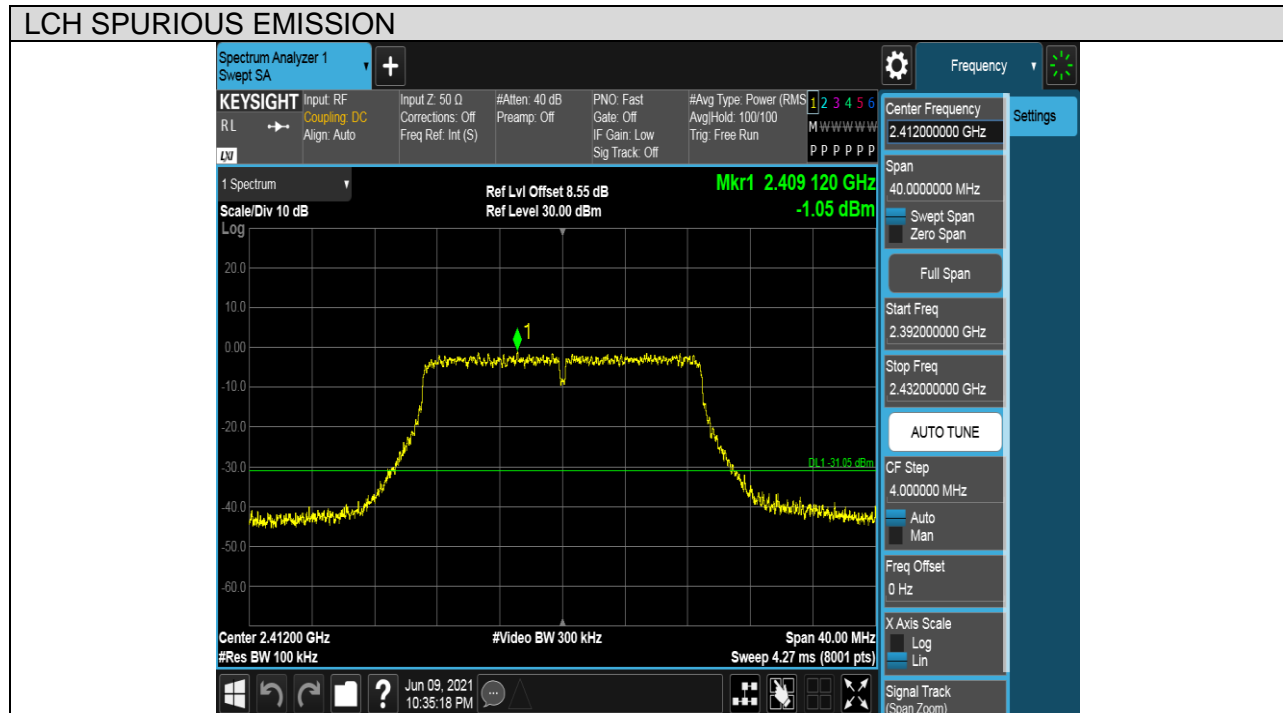 LCH SPURIOUS EMISSION
Spectrum Analyzer 1
Swept SA
+
Frequency
KEYSIGHT
RL
LXI
Input: RF
Coupling: DC
Align: Auto
Input Z: 50 Ω
Corrections: Off
Freq Ref: Int (S)
#Atten: 40 dB
Preamp: Off
PNO: Fast
Gate: Off
IF Gain: Low
Sig Track: Off
#Avg Type: Power (RMS
Avg|Hold: 100/100
Trig: Free Run
1 2 3 4 5 6
M W W W W W
P P P P P P
1 Spectrum
Scale/Div 10 dB
Ref Lvl Offset 8.55 dB
Ref Level 30.00 dBm
Mkr1 2.409 120 GHz
-1.05 dBm
Log
20.0
10.0
0.00
-10.0
-20.0
-30.0
-40.0
-50.0
-60.0
1
DL1 -31.05 dBm
Center 2.41200 GHz
#Res BW 100 kHz
#Video BW 300 kHz
Span 40.00 MHz
Sweep 4.27 ms (8001 pts)
?
Jun 09, 2021
10:35:18 PM
Center Frequency
2.412000000 GHz
Settings
Span
40.0000000 MHz
Swept Span
Zero Span
Full Span
Start Freq
2.392000000 GHz
Stop Freq
2.432000000 GHz
AUTO TUNE
CF Step
4.000000 MHz
Auto
Man
Freq Offset
0 Hz
X Axis Scale
Log
Lin
Signal Track
(Span Zoom)